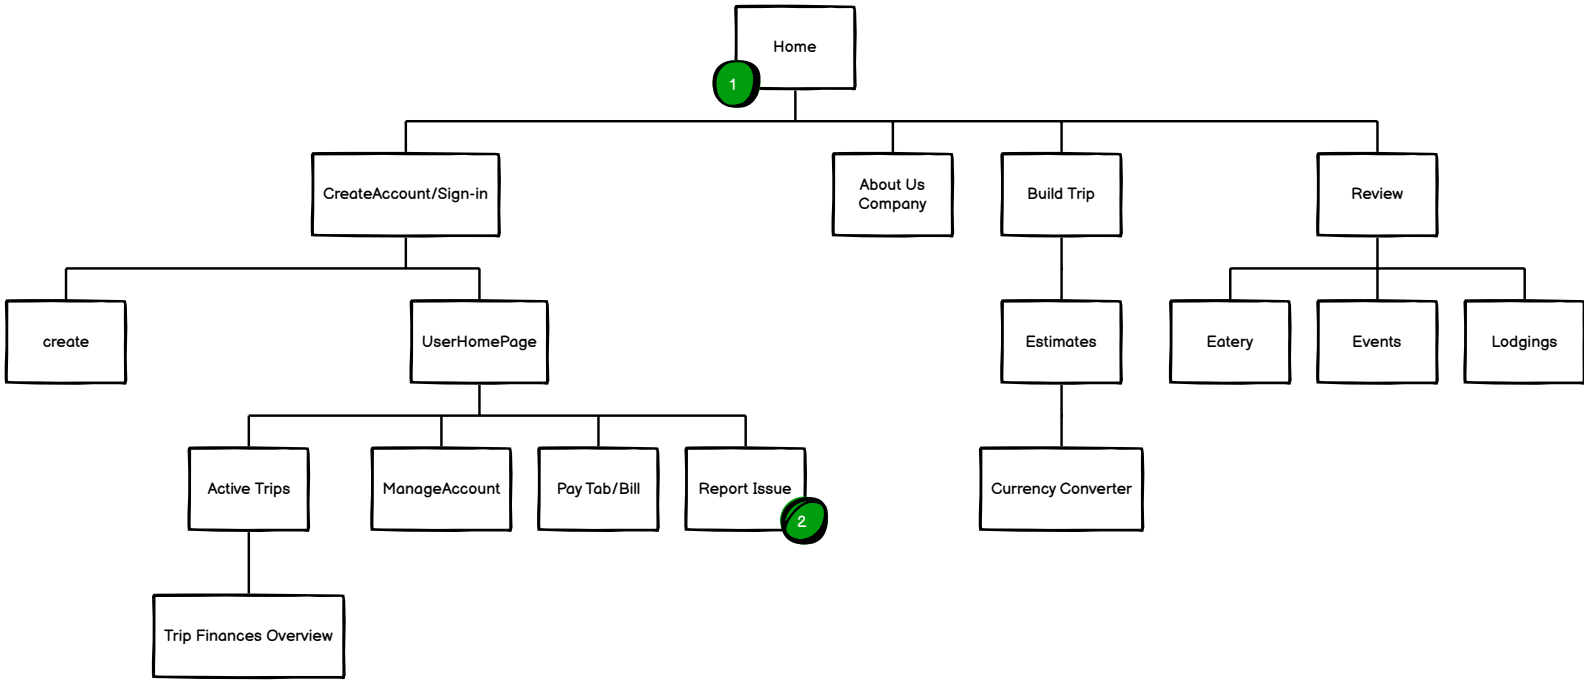 Home
1
CreateAccount/Sign-in
About Us
Company
Build Trip
Review
create
UserHomePage
Estimates
Eatery
Events
Lodgings
Active Trips
ManageAccount
Pay Tab/Bill
Report Issue
Currency Converter
2
Trip Finances Overview